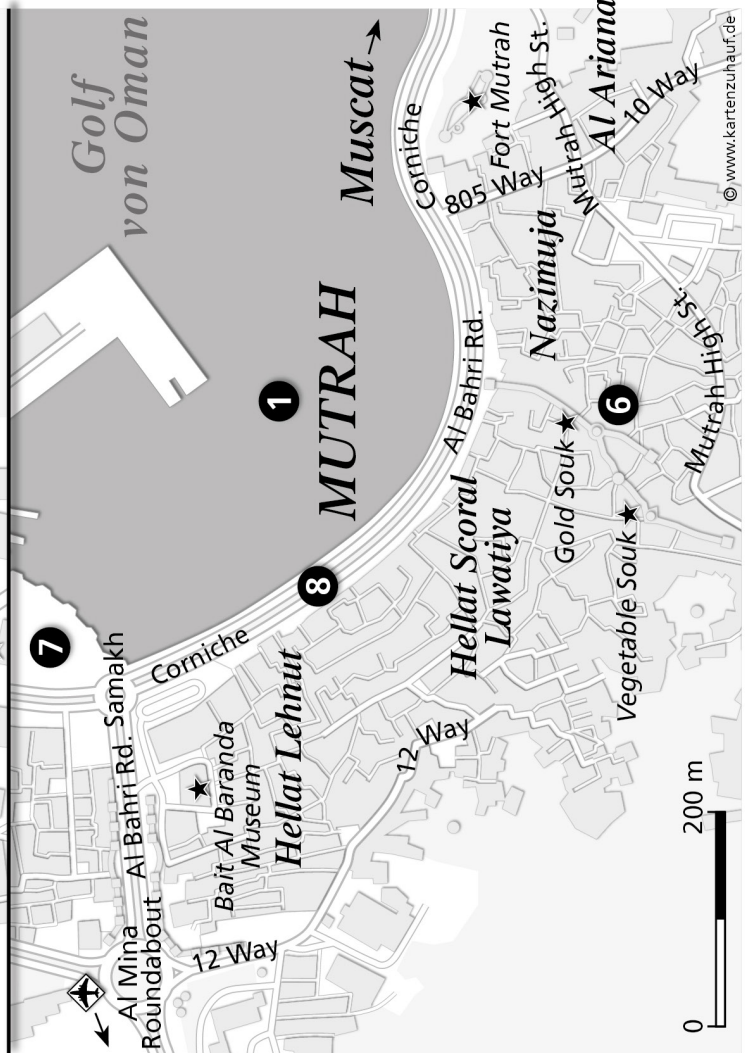 Golf
von Oman
Muscat
MUTRAH
1
Corniche
Fort Mutrah
Mutrah High St.
Al Ariana
10 Way
805 Way
Nazimuja
Al Bahri Rd.
6
Gold Souk
Mutrah High St.
Vegetable Souk
Hellat Scoral
Lawatiya
8
7
Samakh
Corniche
Al Bahri Rd.
Bait Al Baranda
Museum
Hellat Lehnut
12 Way
Al Mina
Roundabout
12 Way
0
200 m
© www.kartenzuhauf.de